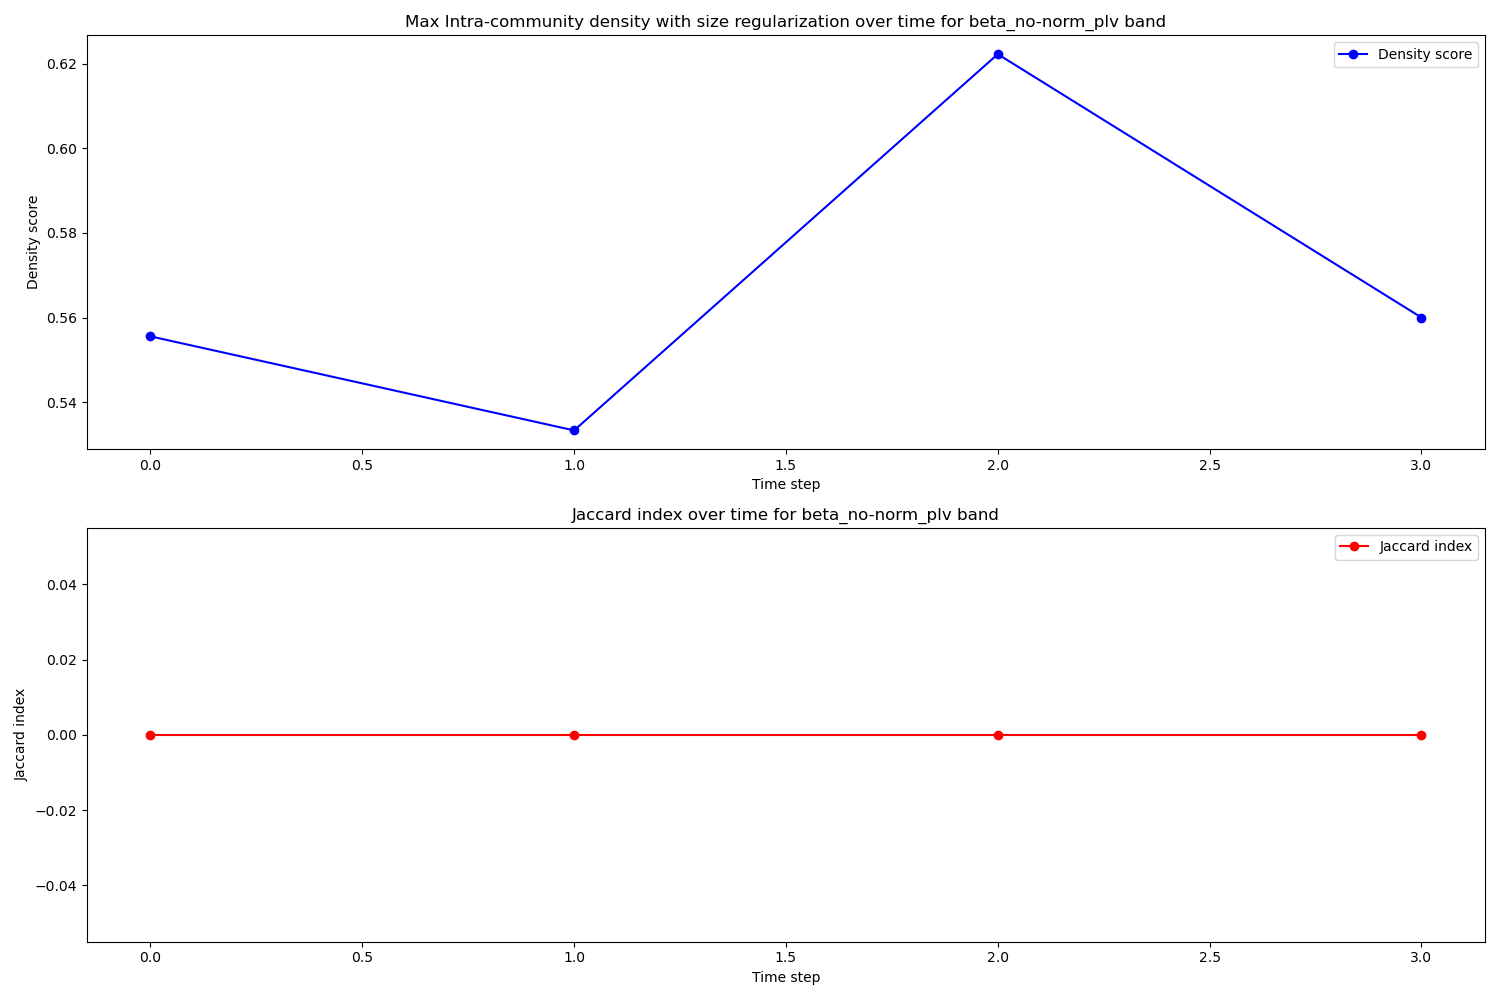 Max Intra-community density with size regularization over time for beta_no-norm_plv band
Density score
0.62
0.60
0.58
0.56
0.54
Density score
0.0 0.5 1.0 1.5 2.0 2.5 3.0
Time step
Jaccard index over time for beta_no-norm_plv band
Jaccard index
0.04
0.02
0.00
−0.02
−0.04
Jaccard index
0.0 0.5 1.0 1.5 2.0 2.5 3.0
Time step